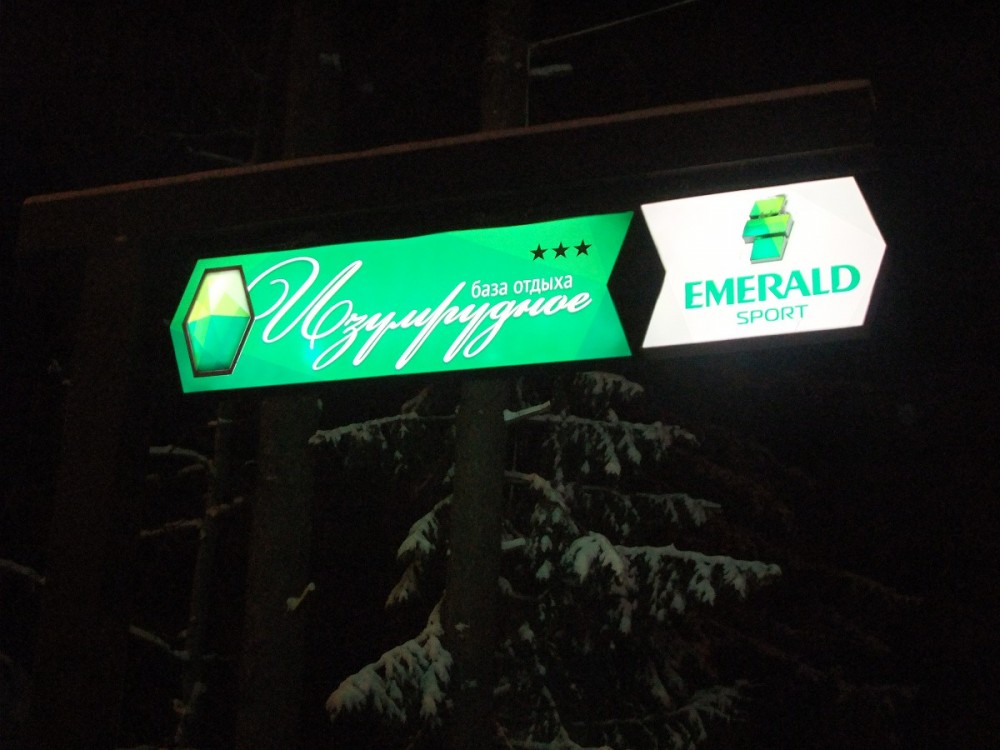 ★★★
база отдыха
Изумрудное
EMERALD
SPORT